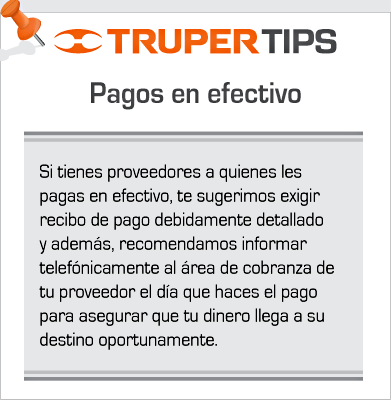 TRUPER TIPS
Pagos en efectivo
Si tienes proveedores a quienes les
pagas en efectivo, te sugerimos exigir
recibo de pago debidamente detallado
y además, recomendamos informar
telefónicamente al área de cobranza de
tu proveedor el día que haces el pago
para asegurar que tu dinero llega a su
destino oportunamente.